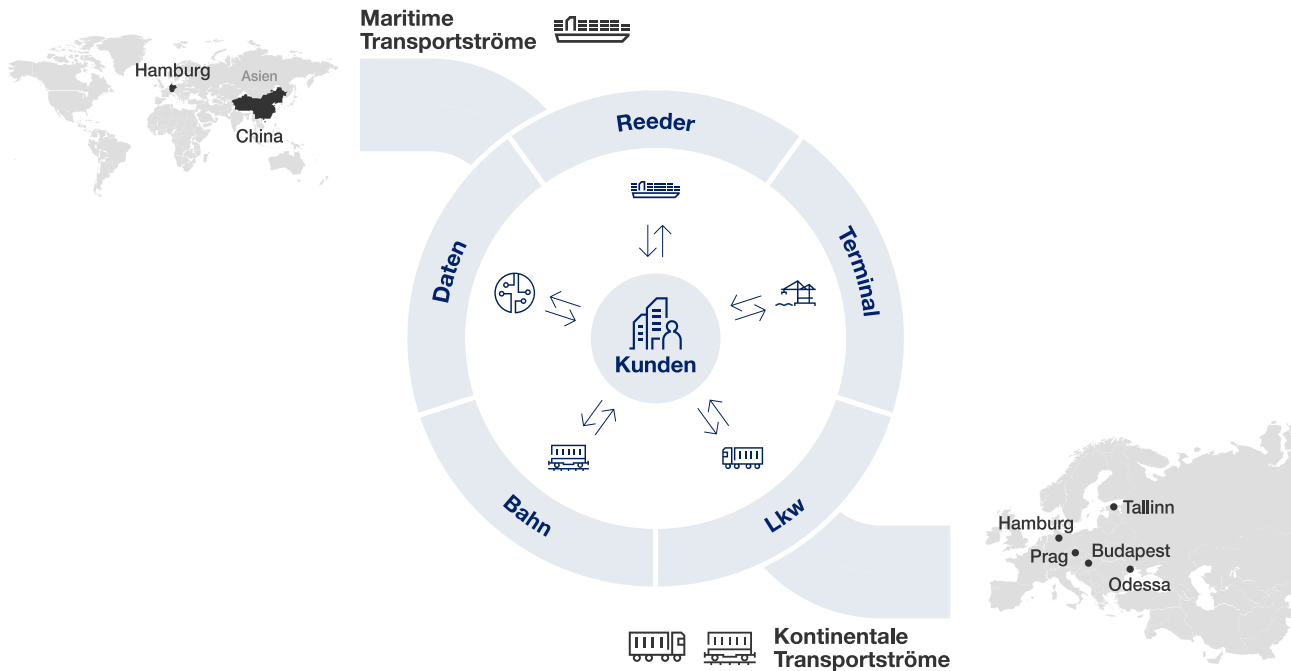 Maritime
Transportströme
Hamburg
Asien
China
Reeder
Daten
Terminal
Kunden
Bahn
Lkw
Tallinn
Hamburg
Prag
Budapest
Odessa
Kontinentale
Transportströme